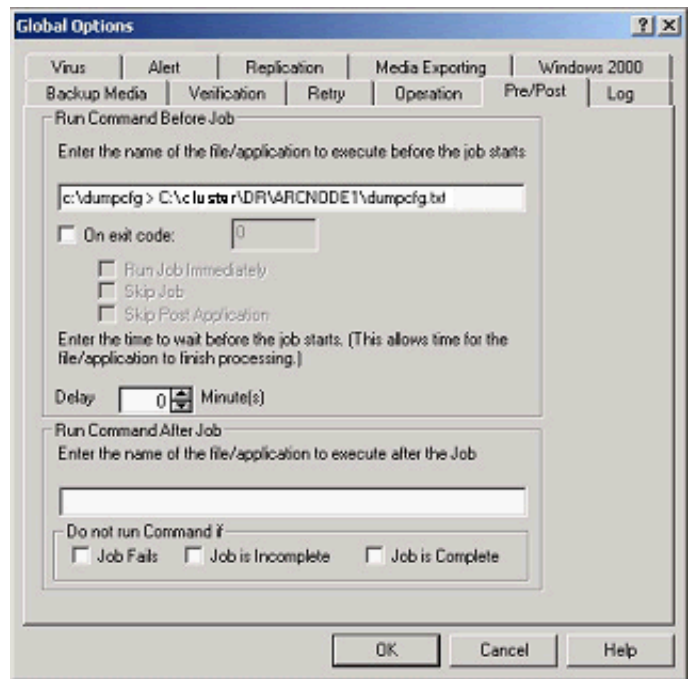 Global Options
Virus Alert Replication Media Exporting Windows 2000
Backup Media Verification Retry Operation Pre/Post Log
Run Command Before Job
Enter the name of the file/application to execute before the job starts
c:\dumpcfg > C:\cluster\DR\ARCNODE1\dumpcfg.txt
On exit code: 0
Run Job Immediately
Skip Job
Skip Post Application
Enter the time to wait before the job starts. (This allows time for the
file/application to finish processing.)
Delay 0 Minute(s)
Run Command After Job
Enter the name of the file/application to execute after the Job
Do not run Command if
Job Fails Job is Incomplete Job is Complete
OK Cancel Help